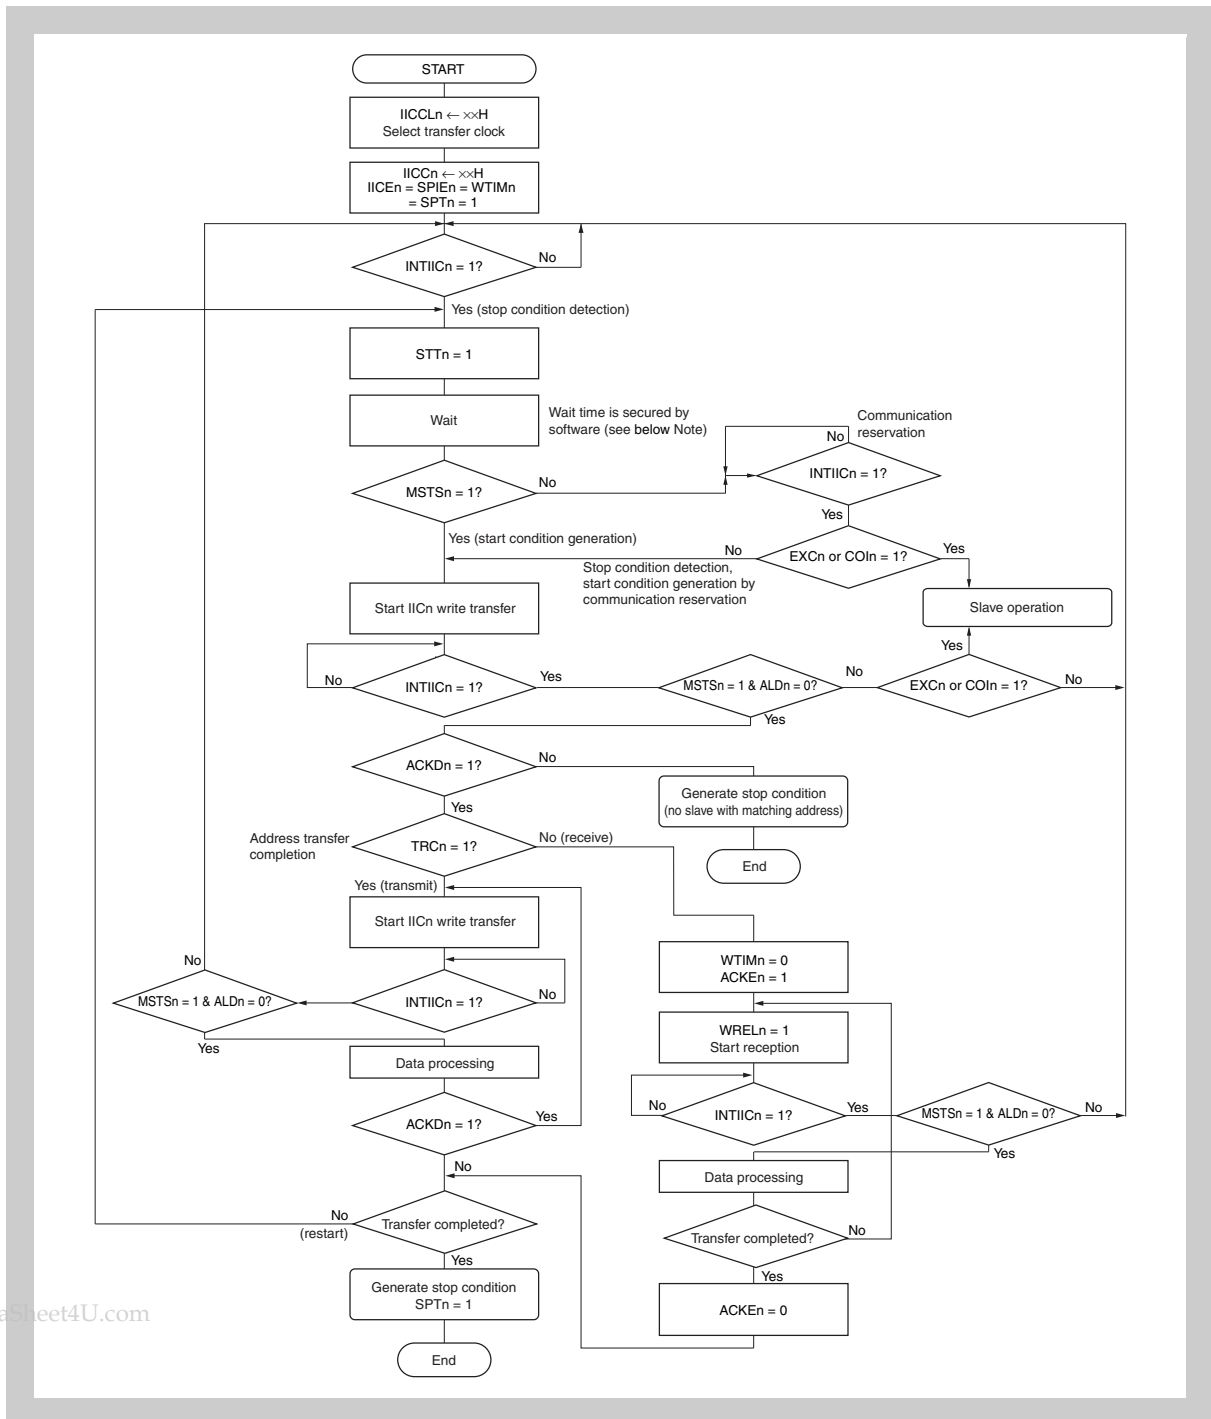 START
IICCLn ← ××H
Select transfer clock
IICCn ← ××H
IICEn = SPIEn = WTIMn
= SPTn = 1
INTIICn = 1?
No
Yes (stop condition detection)
STTn = 1
Wait
Wait time is secured by
software (see below Note)
Communication
reservation
No
INTIICn = 1?
MSTSn = 1?
No
Yes
Yes (start condition generation)
No
EXCn or COIn = 1?
Yes
Stop condition detection,
start condition generation by
communication reservation
Start IICn write transfer
Slave operation
Yes
No
INTIICn = 1?
Yes
MSTSn = 1 & ALDn = 0?
No
EXCn or COIn = 1?
No
Yes
ACKDn = 1?
No
Generate stop condition
(no slave with matching address)
Yes
Address transfer
completion
TRCn = 1?
No (receive)
End
Yes (transmit)
Start IICn write transfer
No
WTIMn = 0
ACKEn = 1
MSTSn = 1 & ALDn = 0?
INTIICn = 1?
No
WRELn = 1
Start reception
Yes
Data processing
No
INTIICn = 1?
Yes
MSTSn = 1 & ALDn = 0?
No
ACKDn = 1?
Yes
Yes
No
Data processing
No
(restart)
Transfer completed?
Transfer completed?
No
Yes
Yes
Generate stop condition
SPTn = 1
ACKEn = 0
End
aSheet4U.com